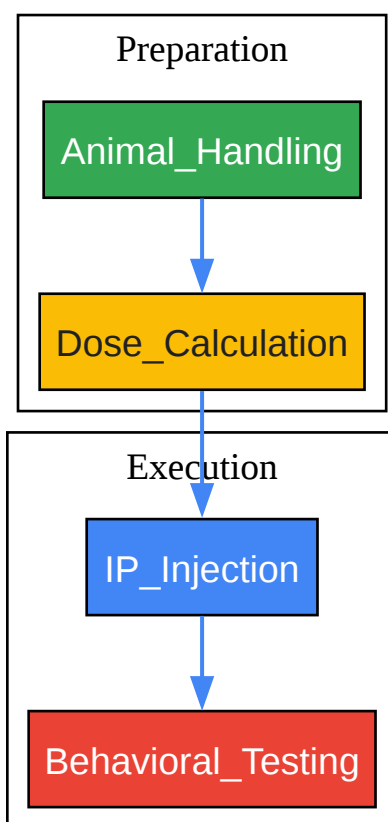 Preparation
Animal_Handling
Dose_Calculation
Execution
IP_Injection
Behavioral_Testing